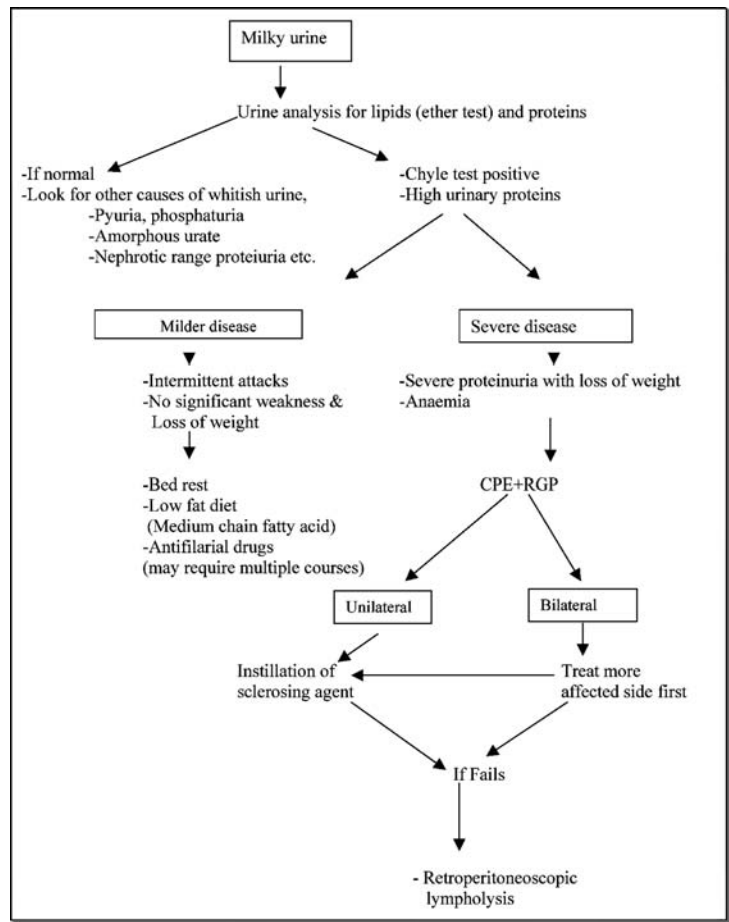 Milky urine
Urine analysis for lipids (ether test) and proteins
-If normal
-Look for other causes of whitish urine,
-Pyuria, phosphaturia
-Amorphous urate
-Nephrotic range proteiuria etc.
-Chyle test positive
-High urinary proteins
Milder disease
-Intermittent attacks
-No significant weakness &
Loss of weight
-Bed rest
-Low fat diet
(Medium chain fatty acid)
-Antifilarial drugs
(may require multiple courses)
Severe disease
-Severe proteinuria with loss of weight
-Anaemia
CPE+RGP
Unilateral
Bilateral
Instillation of
sclerosing agent
Treat more
affected side first
If Fails
- Retroperitoneoscopic
lympholysis